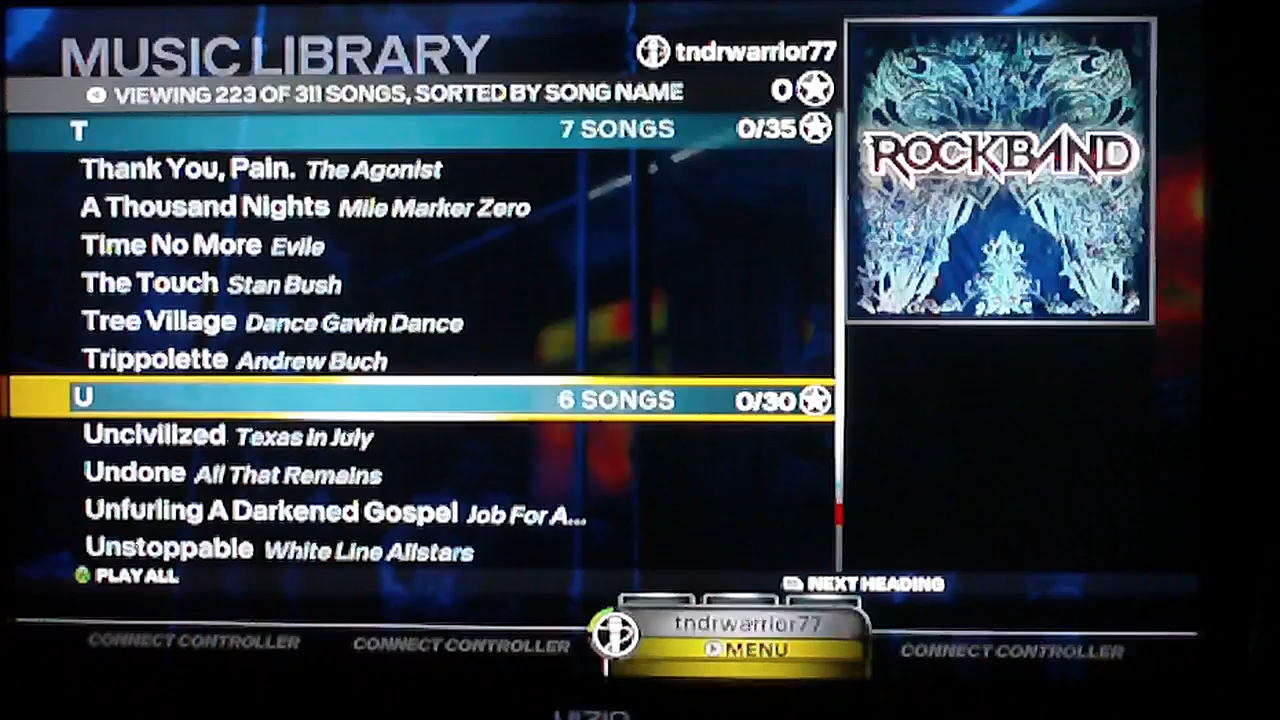 MUSIC LIBRARY
tndrwarrior77
VIEWING 223 OF 311 SONGS, SORTED BY SONG NAME 0
T 7 SONGS 0/35
Thank You, Pain. The Agonist
A Thousand Nights Mile Marker Zero
Time No More Evile
The Touch Stan Bush
Tree Village Dance Gavin Dance
Trippolette Andrew Buch
U 6 SONGS 0/30
Uncivilized Texas in July
Undone All That Remains
Unfurling A Darkened Gospel Job For A...
Unstoppable White Line Allstars
PLAY ALL
NEXT HEADING
ROCKBAND
CONNECT CONTROLLER
CONNECT CONTROLLER
tndrwarrior77
MENU
CONNECT CONTROLLER
VIZIO